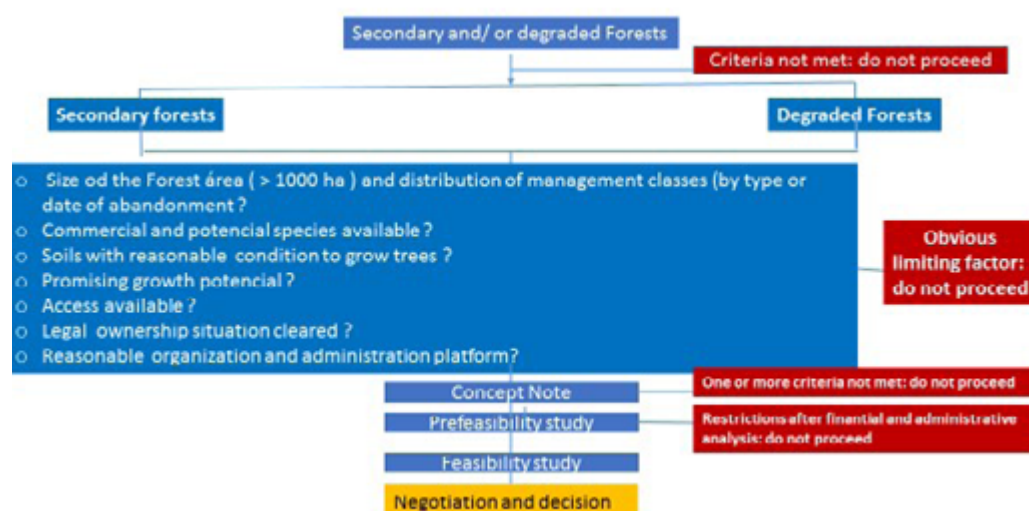 Secondary and/ or degraded Forests
Criteria not met: do not proceed
Secondary forests
Degraded Forests
o Size od the Forest área ( > 1000 ha ) and distribution of management classes (by type or
date of abandonment ?
o Commercial and potencial species available ?
o Soils with reasonable condition to grow trees ?
o Promising growth potencial ?
o Access available ?
o Legal ownership situation cleared ?
o Reasonable organization and administration platform?
Obvious
limiting factor:
do not proceed
Concept Note
One or more criteria not met: do not proceed
Prefeasibility study
Restrictions after finantial and administrative
analysis: do not proceed
Feasibility study
Negotiation and decision